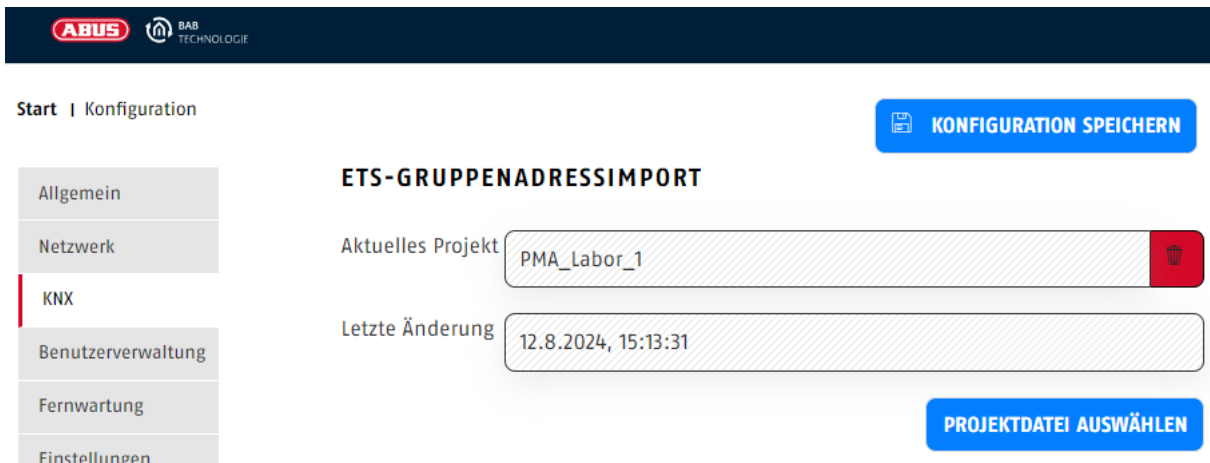 ABUS
BAB
TECHNOLOGIE
Start | Konfiguration
KONFIGURATION SPEICHERN
Allgemein
Netzwerk
KNX
Benutzerverwaltung
Fernwartung
Einstellungen
ETS-GRUPPENADRESSIMPORT
Aktuelles Projekt
PMA_Labor_1
Letzte Änderung
12.8.2024, 15:13:31
PROJEKTDATEI AUSWÄHLEN